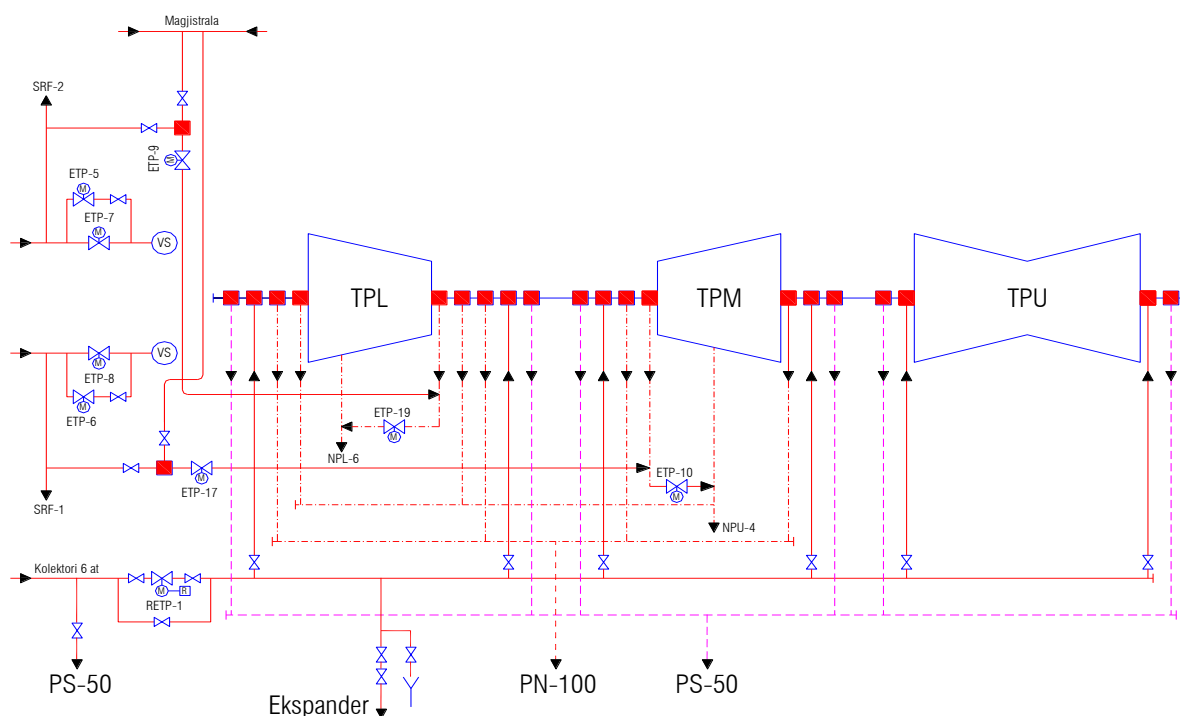 Magjistrala
SRF-2
ETP-9
ETP-5
M
M
ETP-7
M
VS
TPL
TPM
TPU
VS
ETP-8
M
ETP-6
M
ETP-19
M
NPL-6
ETP-17
M
ETP-10
M
SRF-1
NPU-4
Kolektori 6 at
M
R
RETP-1
PS-50
PN-100
PS-50
Ekspander